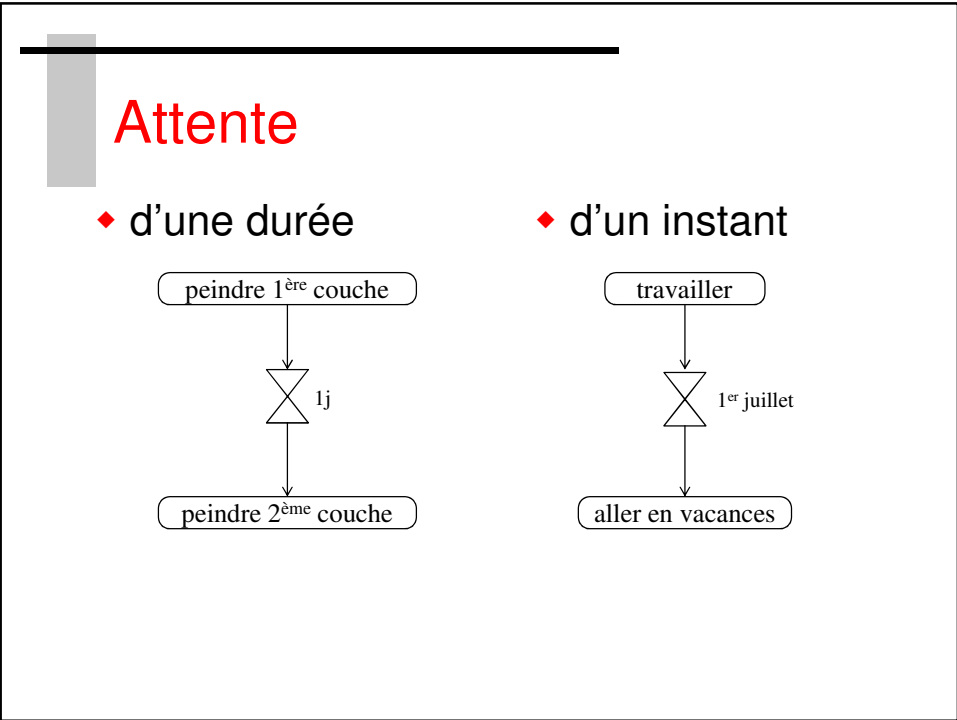 Attente
d'une durée
peindre 1ère couche
1j
peindre 2ème couche
d'un instant
travailler
1er juillet
aller en vacances